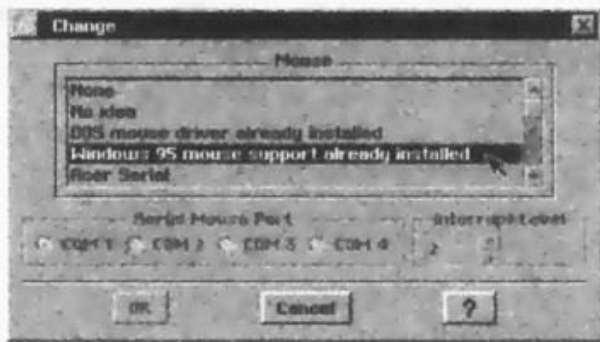 Change
Mouse
None
No idea
DOS mouse driver already installed
Windows 95 mouse support already installed
Acer Serial
Serial Mouse Port
Interrupt Level
COM 1 COM 2 COM 3 COM 4
2
OK Cancel ?